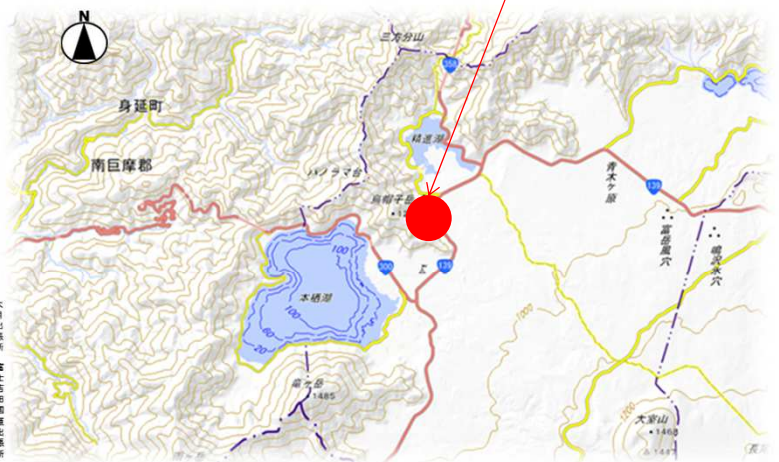 N
三方分山
358
身延町
精進湖
南巨摩郡
パノラマ台
青木ヶ原
139
烏帽子岳
富岳風穴
鳴沢氷穴
100
300
139
本栖湖
100
60
20
1000
竜ヶ岳
1485
1200
大室山
1468
1447